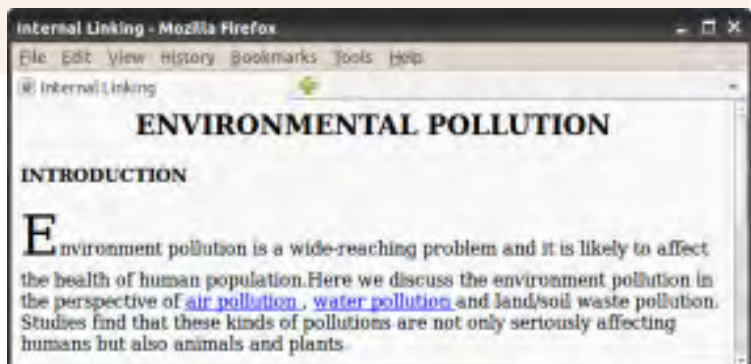 Internal Linking - Mozilla Firefox
File Edit View History Bookmarks Tools Help
Internal Linking
ENVIRONMENTAL POLLUTION
INTRODUCTION
Environment pollution is a wide-reaching problem and it is likely to affect
the health of human population.Here we discuss the environment pollution in
the perspective of air pollution , water pollution and land/soil waste pollution.
Studies find that these kinds of pollutions are not only seriously affecting
humans but also animals and plants